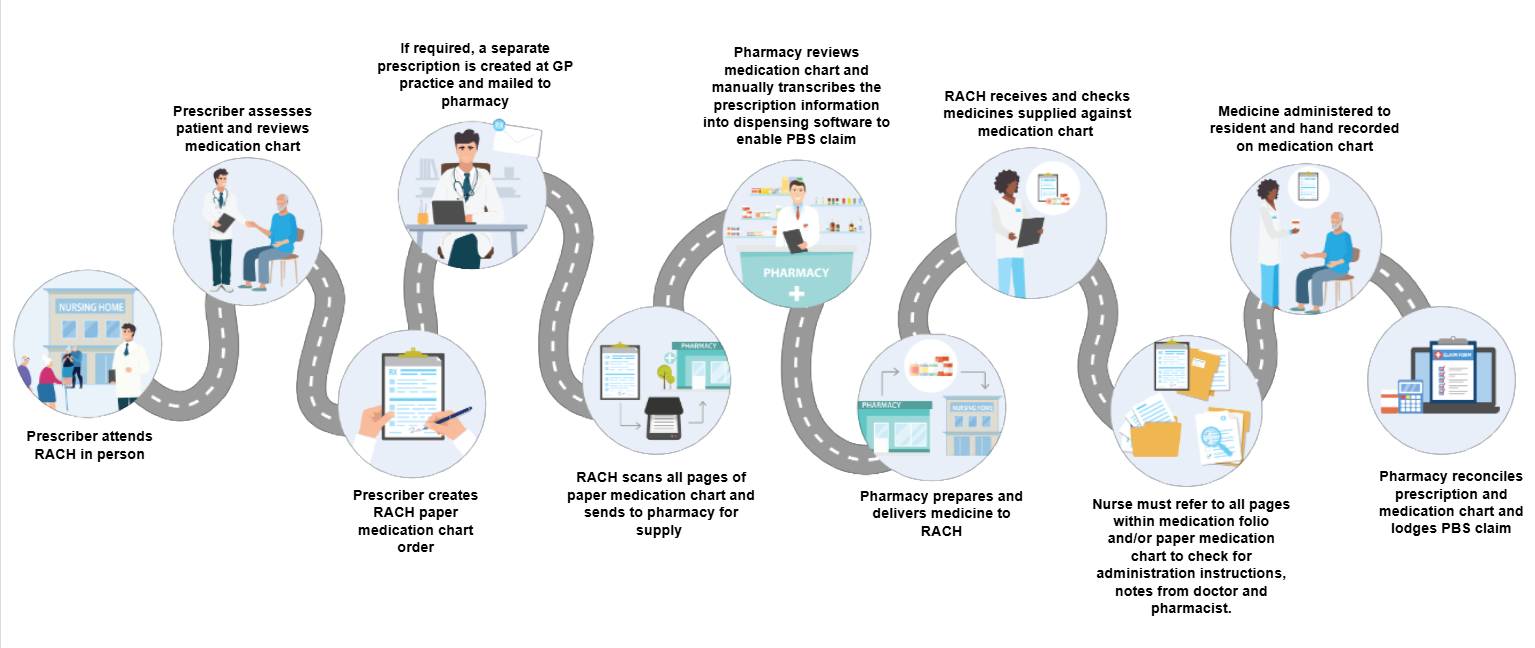 Prescriber attends
RACH in person
NURSING HOME
Prescriber assesses
patient and reviews
medication chart
Prescriber creates
RACH paper
medication chart
order
If required, a separate
prescription is created at GP
practice and mailed to
pharmacy
RACH scans all pages of
paper medication chart and
sends to pharmacy for
supply
PHARMACY
Pharmacy reviews
medication chart and
manually transcribes the
prescription information
into dispensing software to
enable PBS claim
PHARMACY
PHARMACY
NURSING HOME
Pharmacy prepares and
delivers medicine to
RACH
RACH receives and checks
medicines supplied against
medication chart
Nurse must refer to all pages
within medication folio
and/or paper medication
chart to check for
administration instructions,
notes from doctor and
pharmacist.
Medicine administered to
resident and hand recorded
on medication chart
CLAIM FORM
Pharmacy reconciles
prescription and
medication chart and
lodges PBS claim